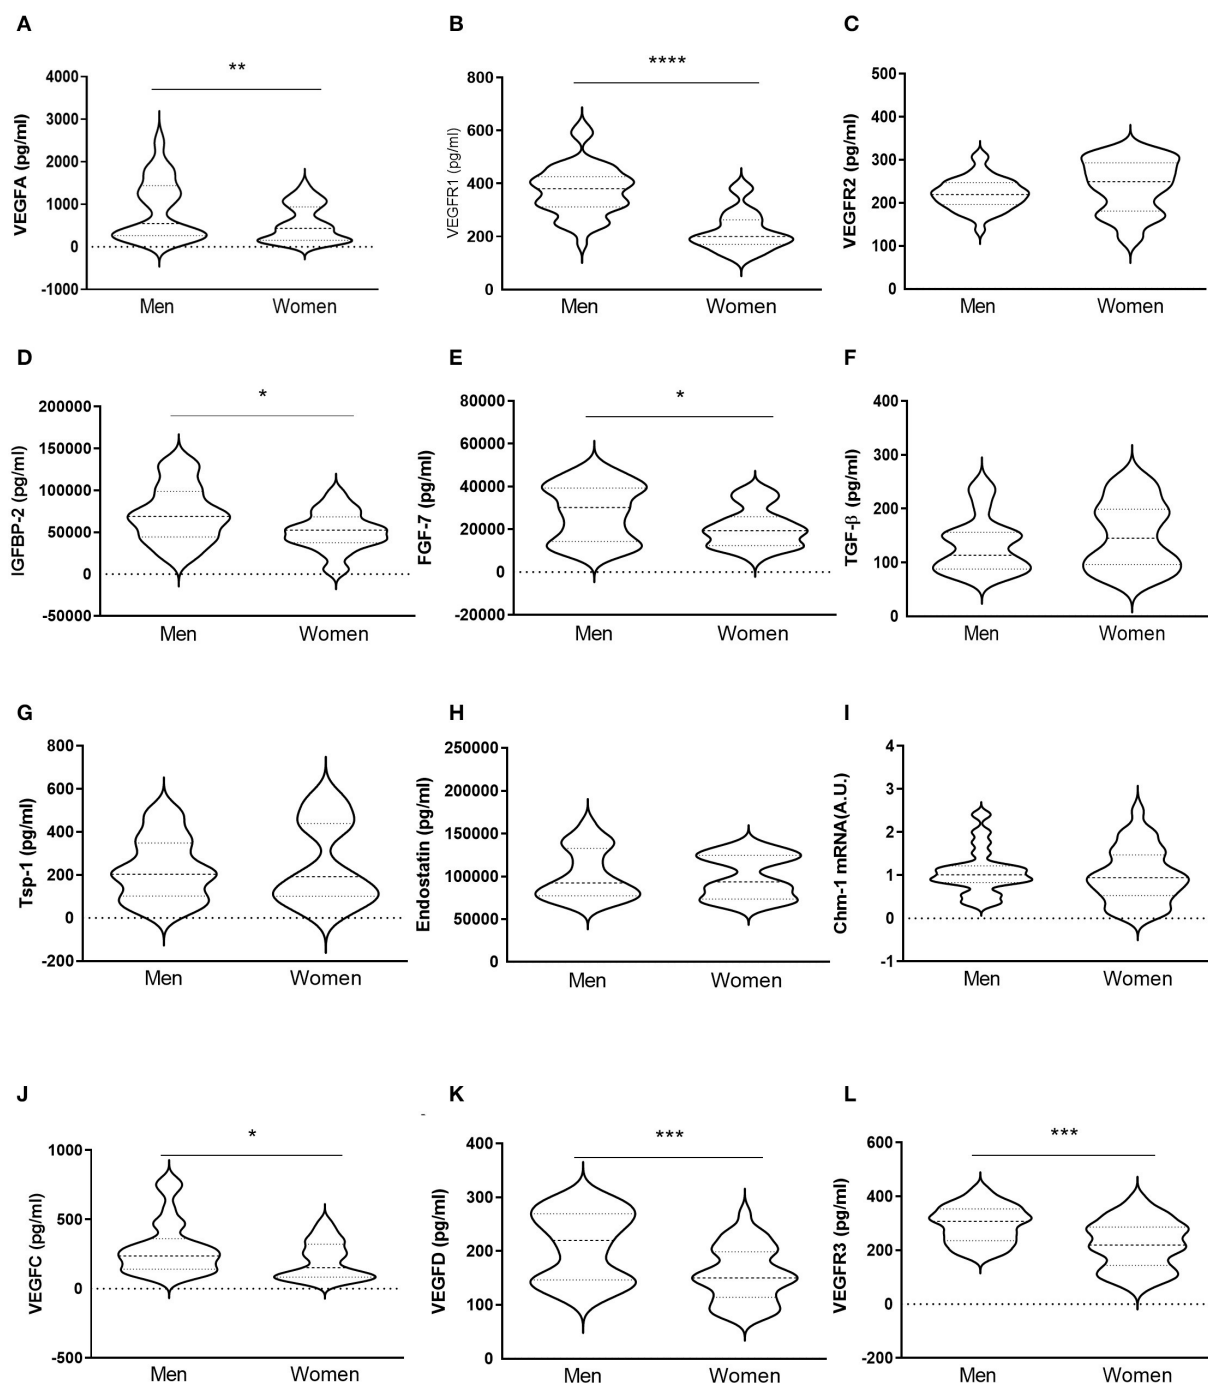 A
VEGFA (pg/ml)
4000
3000
2000
1000
0
-1000
**
Men Women
B
VEGFR1 (pg/ml)
800
600
400
200
0
****
Men Women
C
VEGFR2 (pg/ml)
500
400
300
200
100
0
Men Women
D
IGFBP-2 (pg/ml)
200000
150000
100000
50000
0
-50000
*
Men Women
E
FGF-7 (pg/ml)
80000
60000
40000
20000
0
-20000
*
Men Women
F
TGF-β (pg/ml)
400
300
200
100
0
Men Women
G
Tsp-1 (pg/ml)
800
600
400
200
0
-200
Men Women
H
Endostatin (pg/ml)
250000
200000
150000
100000
50000
0
Men Women
I
Chm-1 mRNA(A.U.)
4
3
2
1
0
-1
Men Women
J
VEGFC (pg/ml)
1000
500
0
-500
*
Men Women
-
K
VEGFD (pg/ml)
400
300
200
100
0
***
Men Women
L
VEGFR3 (pg/ml)
600
400
200
0
-200
***
Men Women